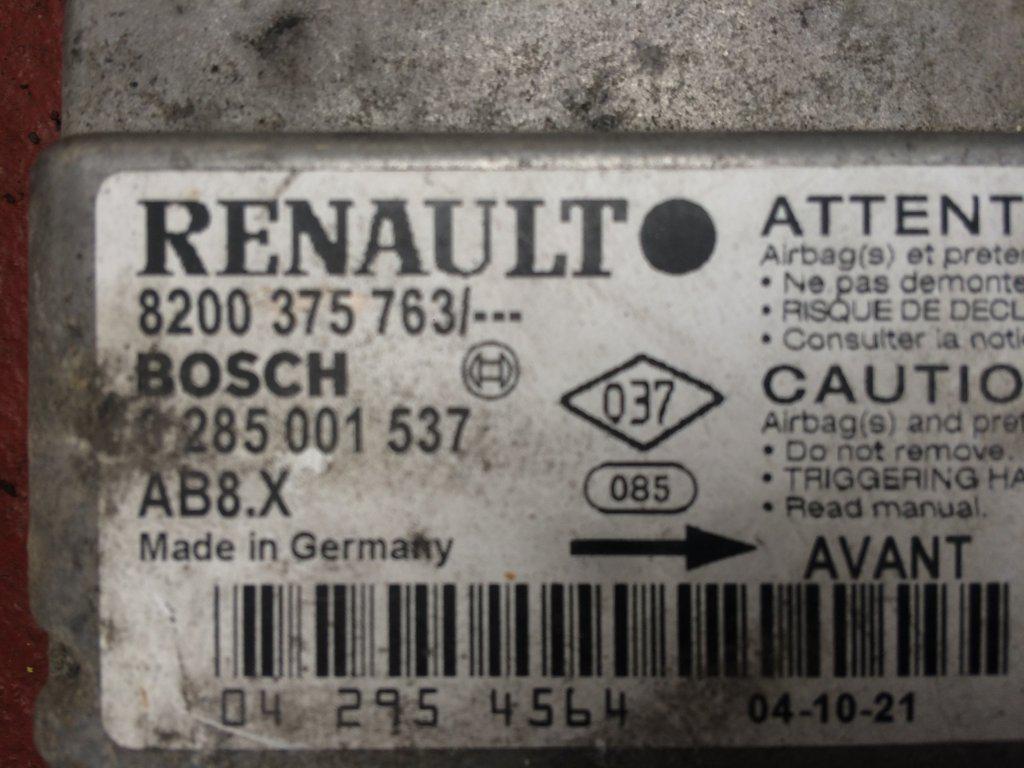 RENAULT
8200 375 763/---
BOSCH
285 001 537
AB8.X
Made in Germany
037
085
ATTENT
Airbag(s) et preten
• Ne pas demonte
• RISQUE DE DECL
• Consulter la noti
CAUTIO
Airbag(s) and pret
• Do not remove.
• TRIGGERING HA
• Read manual.
AVANT
04 295 4564
04-10-21